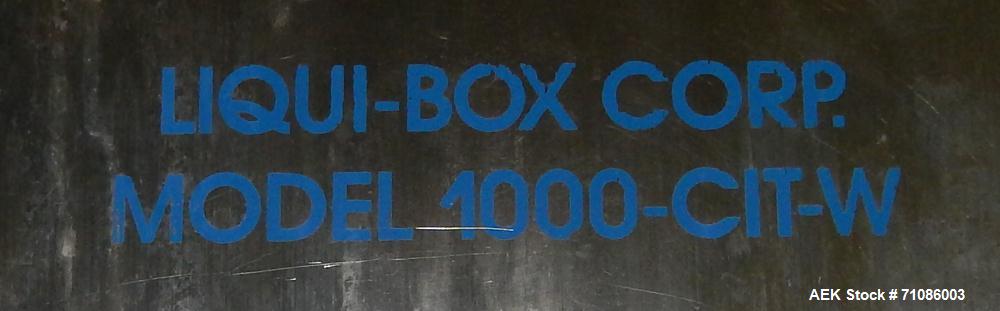 LIQUI-BOX CORP.
MODEL 1000-CIT-W
AEK Stock # 71086003